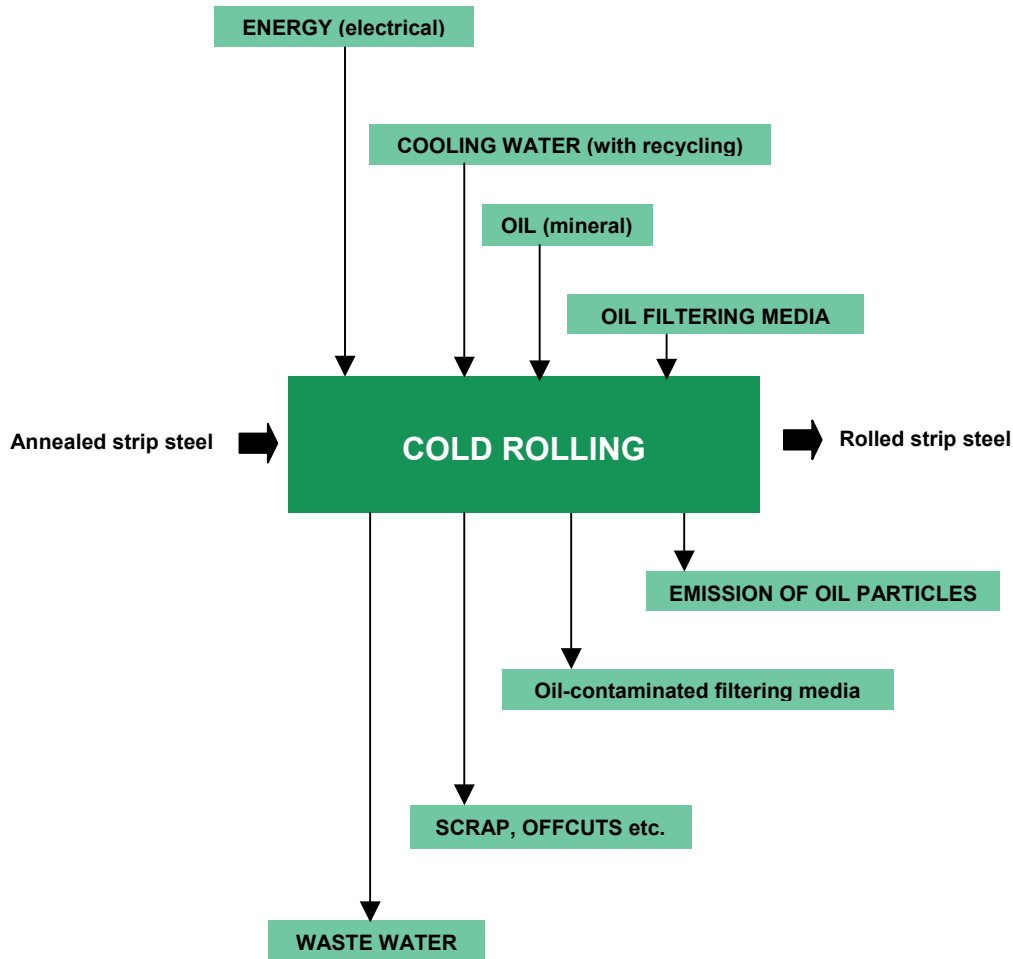 ENERGY (electrical)
COOLING WATER (with recycling)
OIL (mineral)
OIL FILTERING MEDIA
Annealed strip steel
COLD ROLLING
Rolled strip steel
EMISSION OF OIL PARTICLES
Oil-contaminated filtering media
SCRAP, OFFCUTS etc.
WASTE WATER